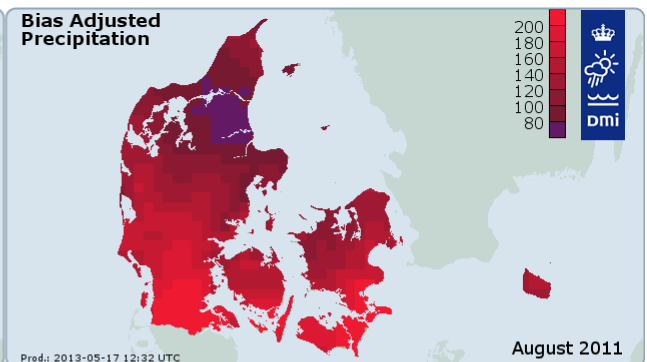 Bias Adjusted
Precipitation
200
180
160
140
120
100
80
DMi
August 2011
Prod.: 2013-05-17 12:32 UTC